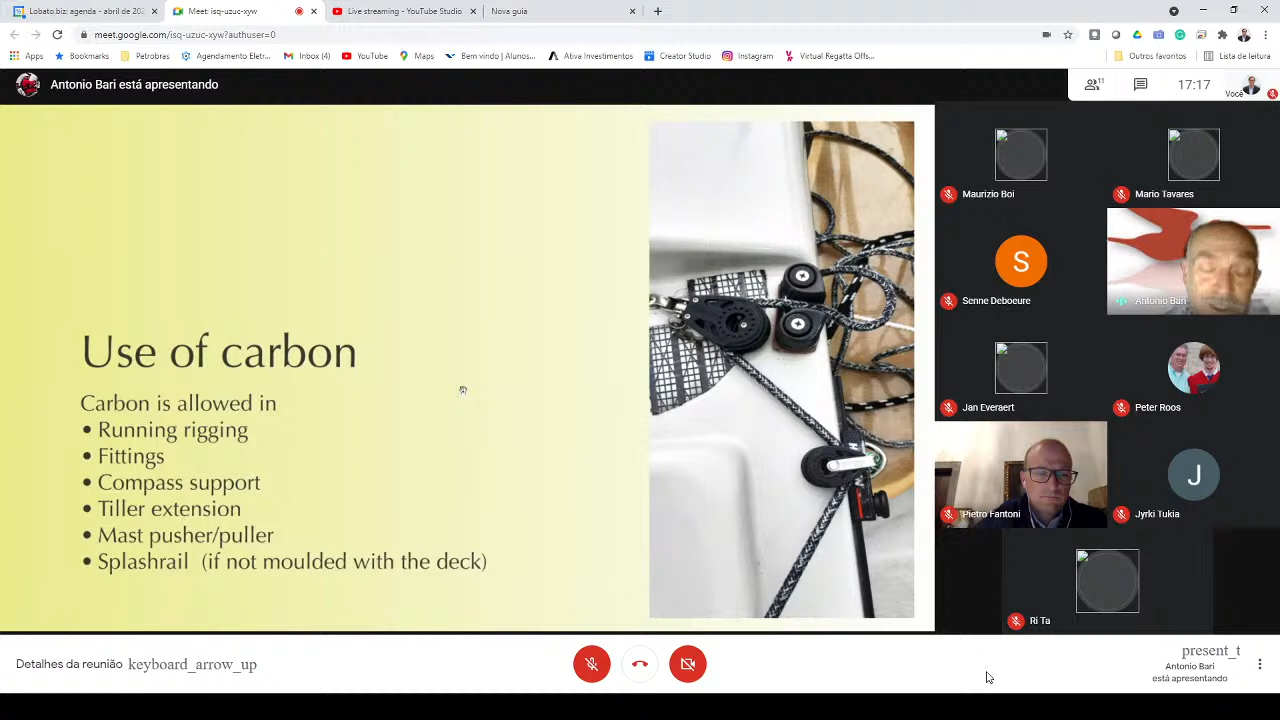 Lobato.biz: agenda - abril de 202
Meet: isq-uzuc-xyw
Live streaming - YouTube Studio
Nova guia
meet.google.com/isq-uzuc-xyw?authuser=0
Apps
Bookmarks
Petrobras
Agendamento Eletr...
Inbox (4)
YouTube
Maps
Bem vindo | Alunos...
Ativa Investimentos
Creator Studio
Instagram
Virtual Regatta Offs...
Outros favoritos
Lista de leitura
Antonio Bari está apresentando
11
17:17
Você
Maurizio Boi
Mario Tavares
S
Senne Deboeure
Antonio Bari
Jan Everaert
Peter Roos
Pietro Fantoni
J
Jyrki Tukia
Ri Ta
Use of carbon
Carbon is allowed in
• Running rigging
• Fittings
• Compass support
• Tiller extension
• Mast pusher/puller
• Splashrail (if not moulded with the deck)
Detalhes da reunião keyboard_arrow_up
present_t
Antonio Bari
está apresentando